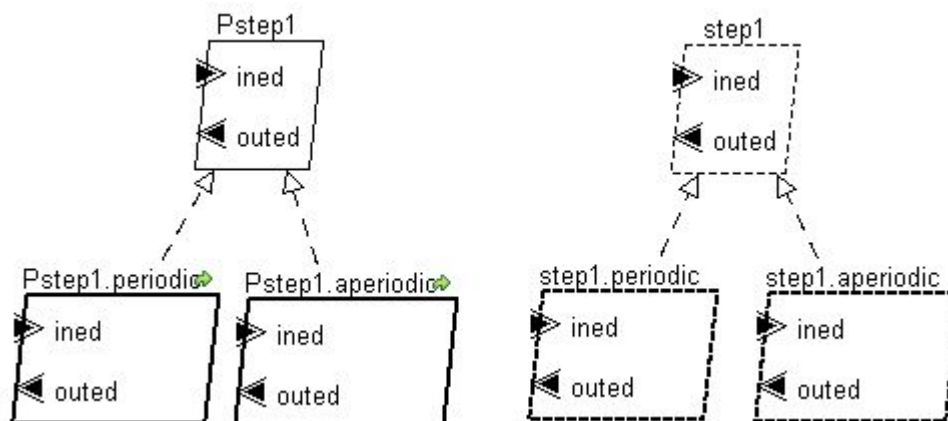 Pstep1
ined
outed
step1
ined
outed
Pstep1.periodic
ined
outed
Pstep1.aperiodic
ined
outed
step1.periodic
ined
outed
step1.aperiodic
ined
outed